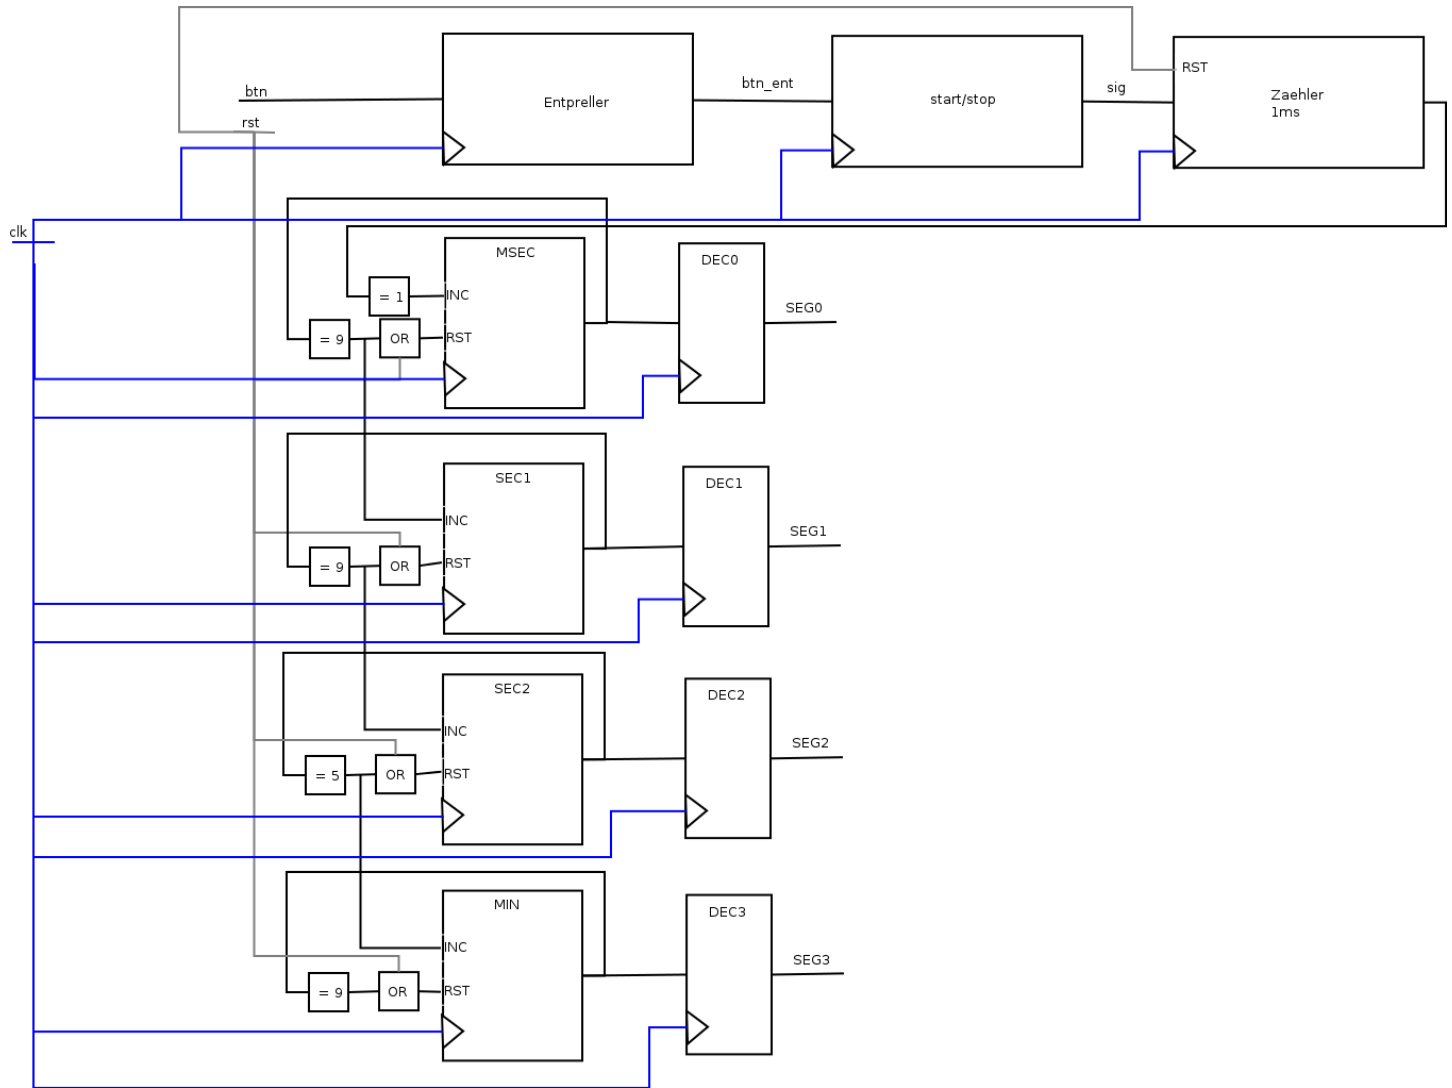 btn
Entpreller
btn_ent
start/stop
sig
RST
Zaehler
1ms
rst
clk
MSEC
= 1
INC
= 9
OR
RST
DEC0
SEG0
SEC1
INC
= 9
OR
RST
DEC1
SEG1
SEC2
INC
= 5
OR
RST
DEC2
SEG2
MIN
INC
= 9
OR
RST
DEC3
SEG3